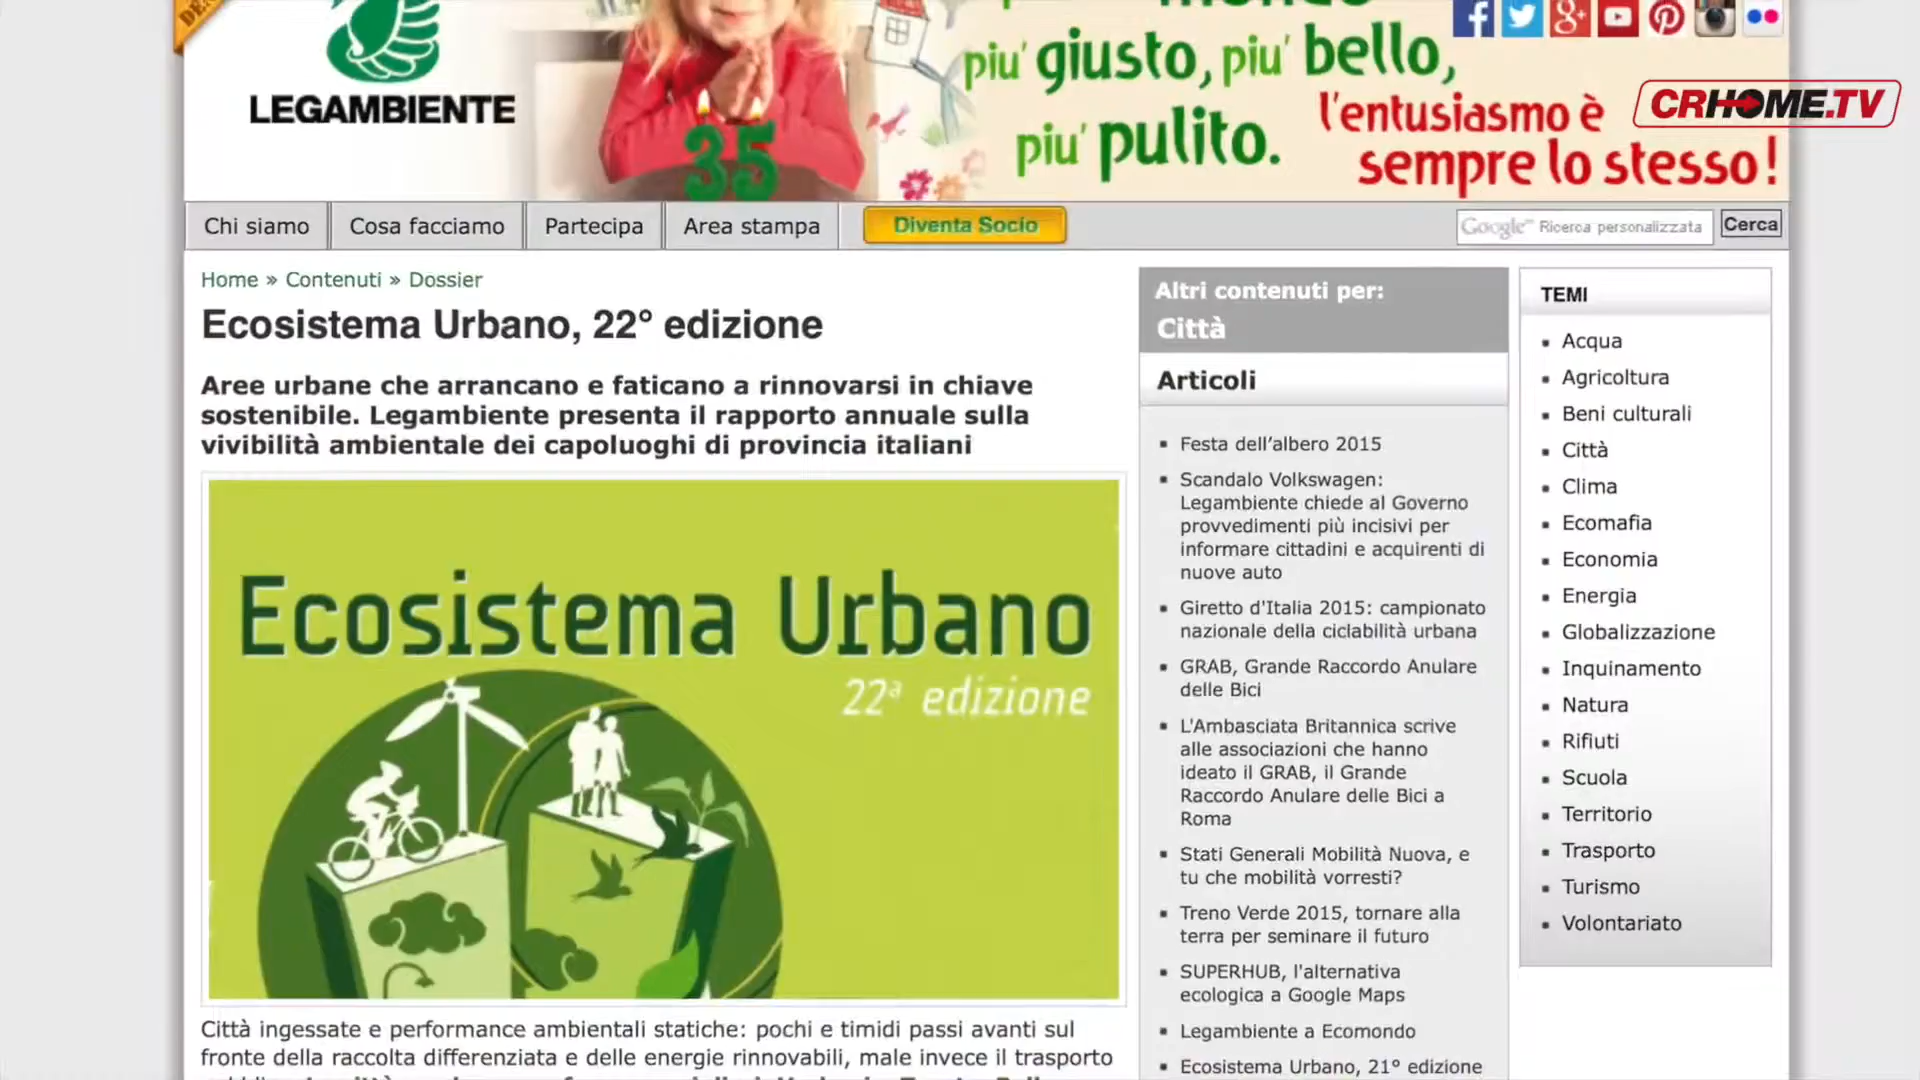 piu' giusto, piu' bello,
piu' pulito.
l'entusiasmo è
sempre lo stesso!
CRHOME.TV
LEGAMBIENTE
35
Chi siamo
Cosa facciamo
Partecipa
Area stampa
Diventa Socio
Google™ Ricerca personalizzata
Cerca
Home » Contenuti » Dossier
Ecosistema Urbano, 22° edizione
Aree urbane che arrancano e faticano a rinnovarsi in chiave
sostenibile. Legambiente presenta il rapporto annuale sulla
vivibilità ambientale dei capoluoghi di provincia italiani
Ecosistema Urbano
22ª edizione
Città ingessate e performance ambientali statiche: pochi e timidi passi avanti sul
fronte della raccolta differenziata e delle energie rinnovabili, male invece il trasporto
Altri contenuti per:
Città
Articoli
Festa dell’albero 2015
Scandalo Volkswagen:
Legambiente chiede al Governo
provvedimenti più incisivi per
informare cittadini e acquirenti di
nuove auto
Giretto d'Italia 2015: campionato
nazionale della ciclabilità urbana
GRAB, Grande Raccordo Anulare
delle Bici
L'Ambasciata Britannica scrive
alle associazioni che hanno
ideato il GRAB, il Grande
Raccordo Anulare delle Bici a
Roma
Stati Generali Mobilità Nuova, e
tu che mobilità vorresti?
Treno Verde 2015, tornare alla
terra per seminare il futuro
SUPERHUB, l'alternativa
ecologica a Google Maps
Legambiente a Ecomondo
Ecosistema Urbano, 21° edizione
TEMI
Acqua
Agricoltura
Beni culturali
Città
Clima
Ecomafia
Economia
Energia
Globalizzazione
Inquinamento
Natura
Rifiuti
Scuola
Territorio
Trasporto
Turismo
Volontariato